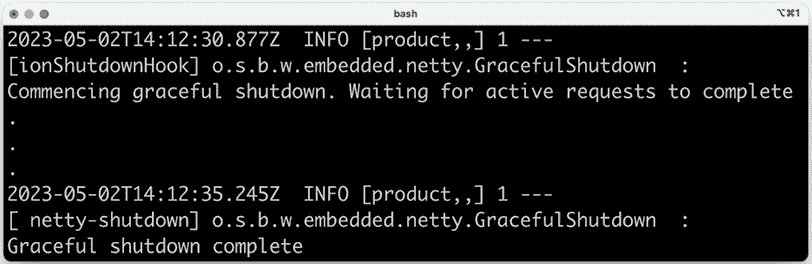 bash
⌥⌘1
2023-05-02T14:12:30.877Z  INFO [product,,] 1 ---
[ionShutdownHook] o.s.b.w.embedded.netty.GracefulShutdown  :
Commencing graceful shutdown. Waiting for active requests to complete
.
.
.
2023-05-02T14:12:35.245Z  INFO [product,,] 1 ---
[ netty-shutdown] o.s.b.w.embedded.netty.GracefulShutdown  :
Graceful shutdown complete